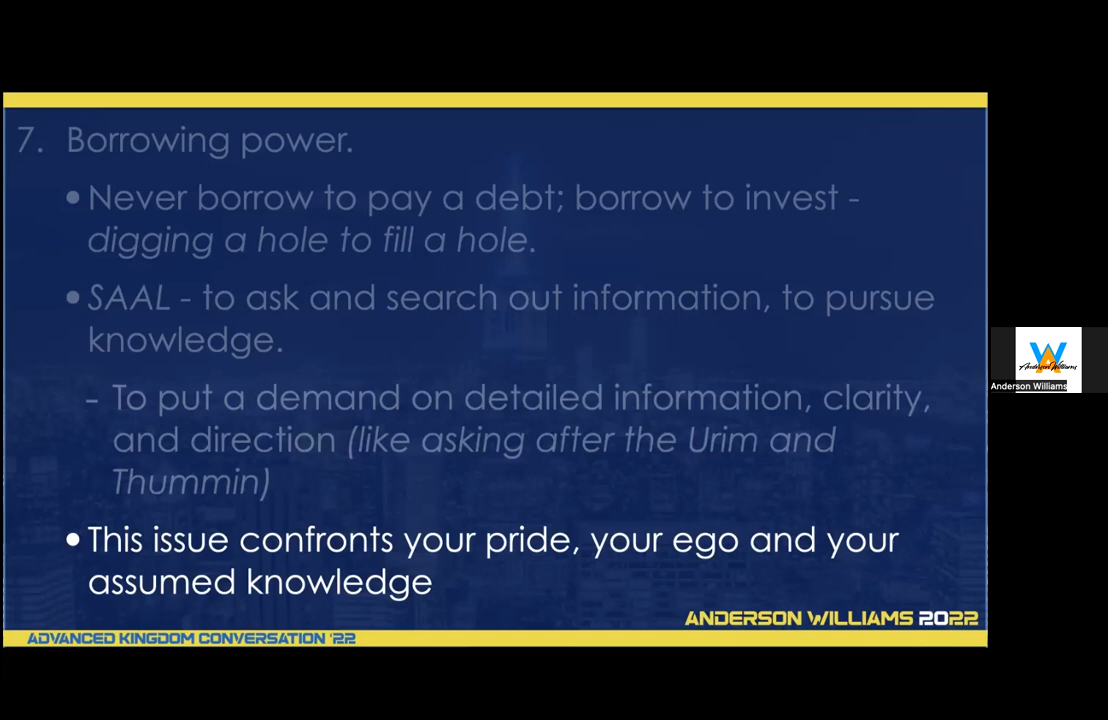 7. Borrowing power.
• Never borrow to pay a debt; borrow to invest -
digging a hole to fill a hole.
• SAAL - to ask and search out information, to pursue
knowledge.
- To put a demand on detailed information, clarity,
and direction (like asking after the Urim and
Thummin)
• This issue confronts your pride, your ego and your
assumed knowledge
ANDERSON WILLIAMS 2022
ADVANCED KINGDOM CONVERSATION '22
WA
Anderson Williams
Anderson Williams